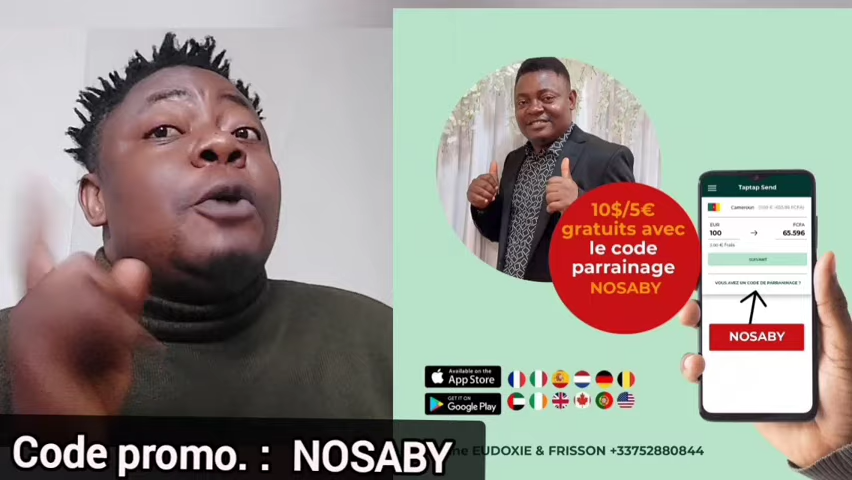 Code promo. : NOSABY
10$/5€
gratuits avec
le code
parrainage
NOSABY
Taptap Send
Cameroun
EUR
FCFA
100
65.596
SUIVANT
VOUS AVEZ UN CODE DE PARRAINAGE ?
NOSABY
Available on the
App Store
GET IT ON
Google Play
EUDOXIE & FRISSON +33752880844